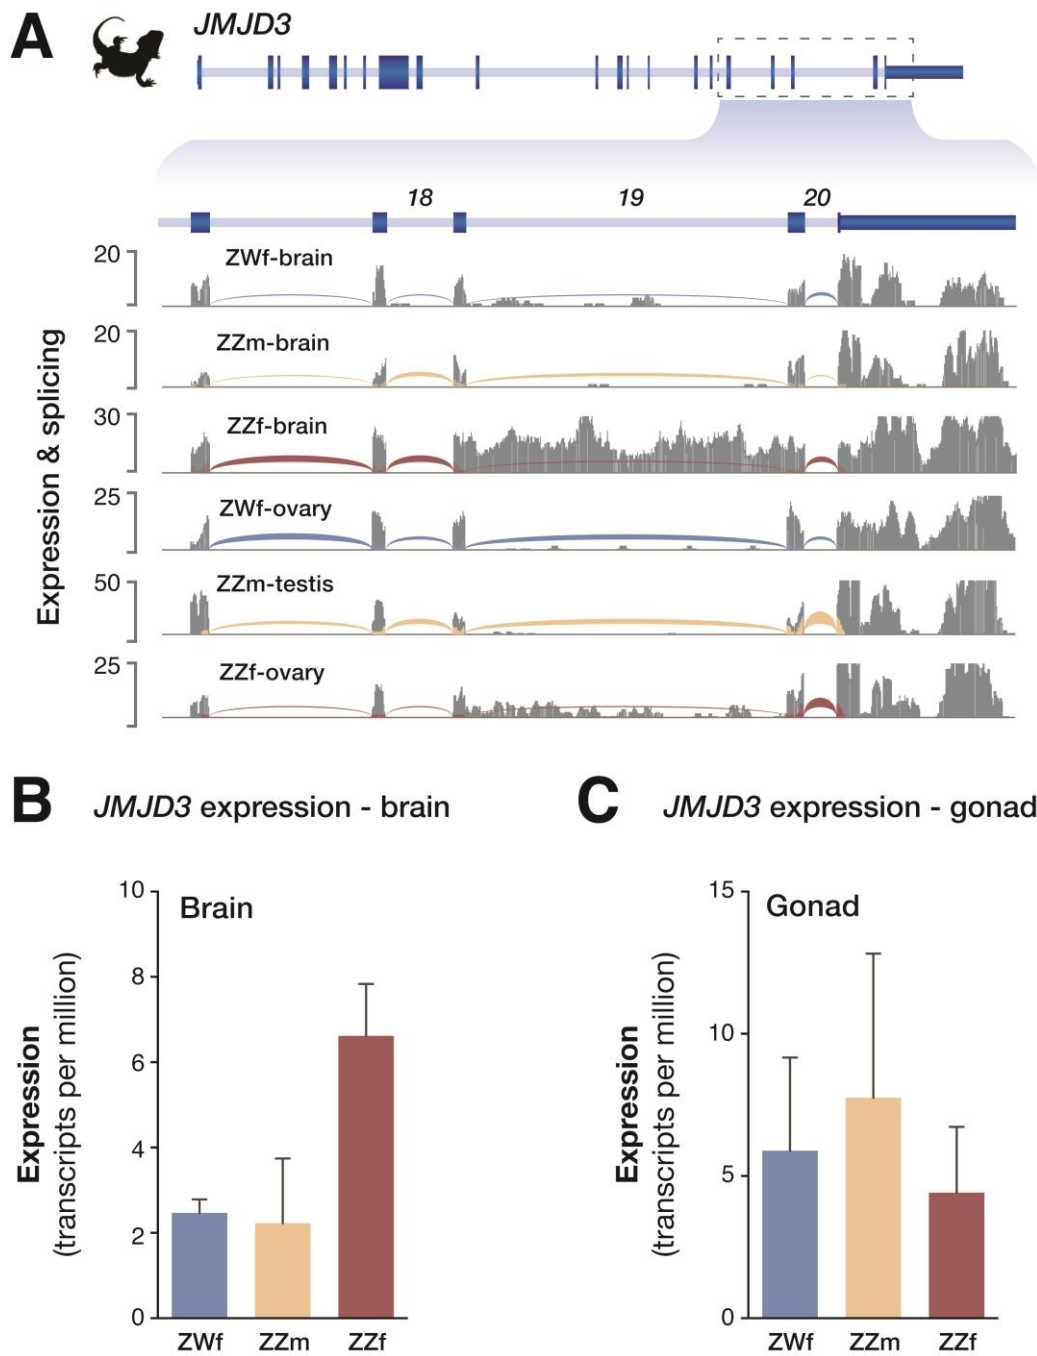 A
JMJD3
18 19 20
Expression & splicing
20 ZWf-brain
20 ZZm-brain
30 ZZf-brain
25 ZWf-ovary
50 ZZm-testis
25 ZZf-ovary
B JMJD3 expression - brain
Expression
(transcripts per million)
Brain
10
8
6
4
2
0
ZWf ZZm ZZf
C JMJD3 expression - gonad
Expression
(transcripts per million)
Gonad
15
10
5
0
ZWf ZZm ZZf